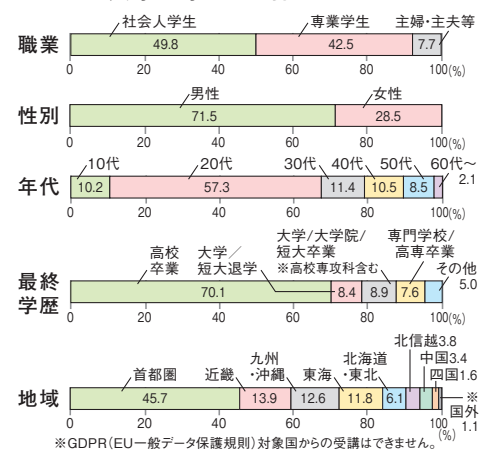 職業
社会人学生 専業学生 主婦・主夫等
49.8 42.5 7.7
0 20 40 60 80 100(%)
性別
男性 女性
71.5 28.5
0 20 40 60 80 100(%)
年代
10代 20代 30代 40代 50代 60代〜
10.2 57.3 11.4 10.5 8.5 2.1
0 20 40 60 80 100(%)
最終
学歴
高校
卒業
大学/
短大退学
大学/大学院/
短大卒業
※高校専攻科含む
専門学校/
高専卒業
その他
70.1 8.4 8.9 7.6 5.0
0 20 40 60 80 100(%)
地域
首都圏 近畿
九州
・沖縄
東海
北海道
・東北
北信越3.8
中国3.4
四国1.6
※
国外
1.1
45.7 13.9 12.6 11.8 6.1
0 20 40 60 80 100
(%)
※GDPR(EU一般データ保護規則)対象国からの受講はできません。